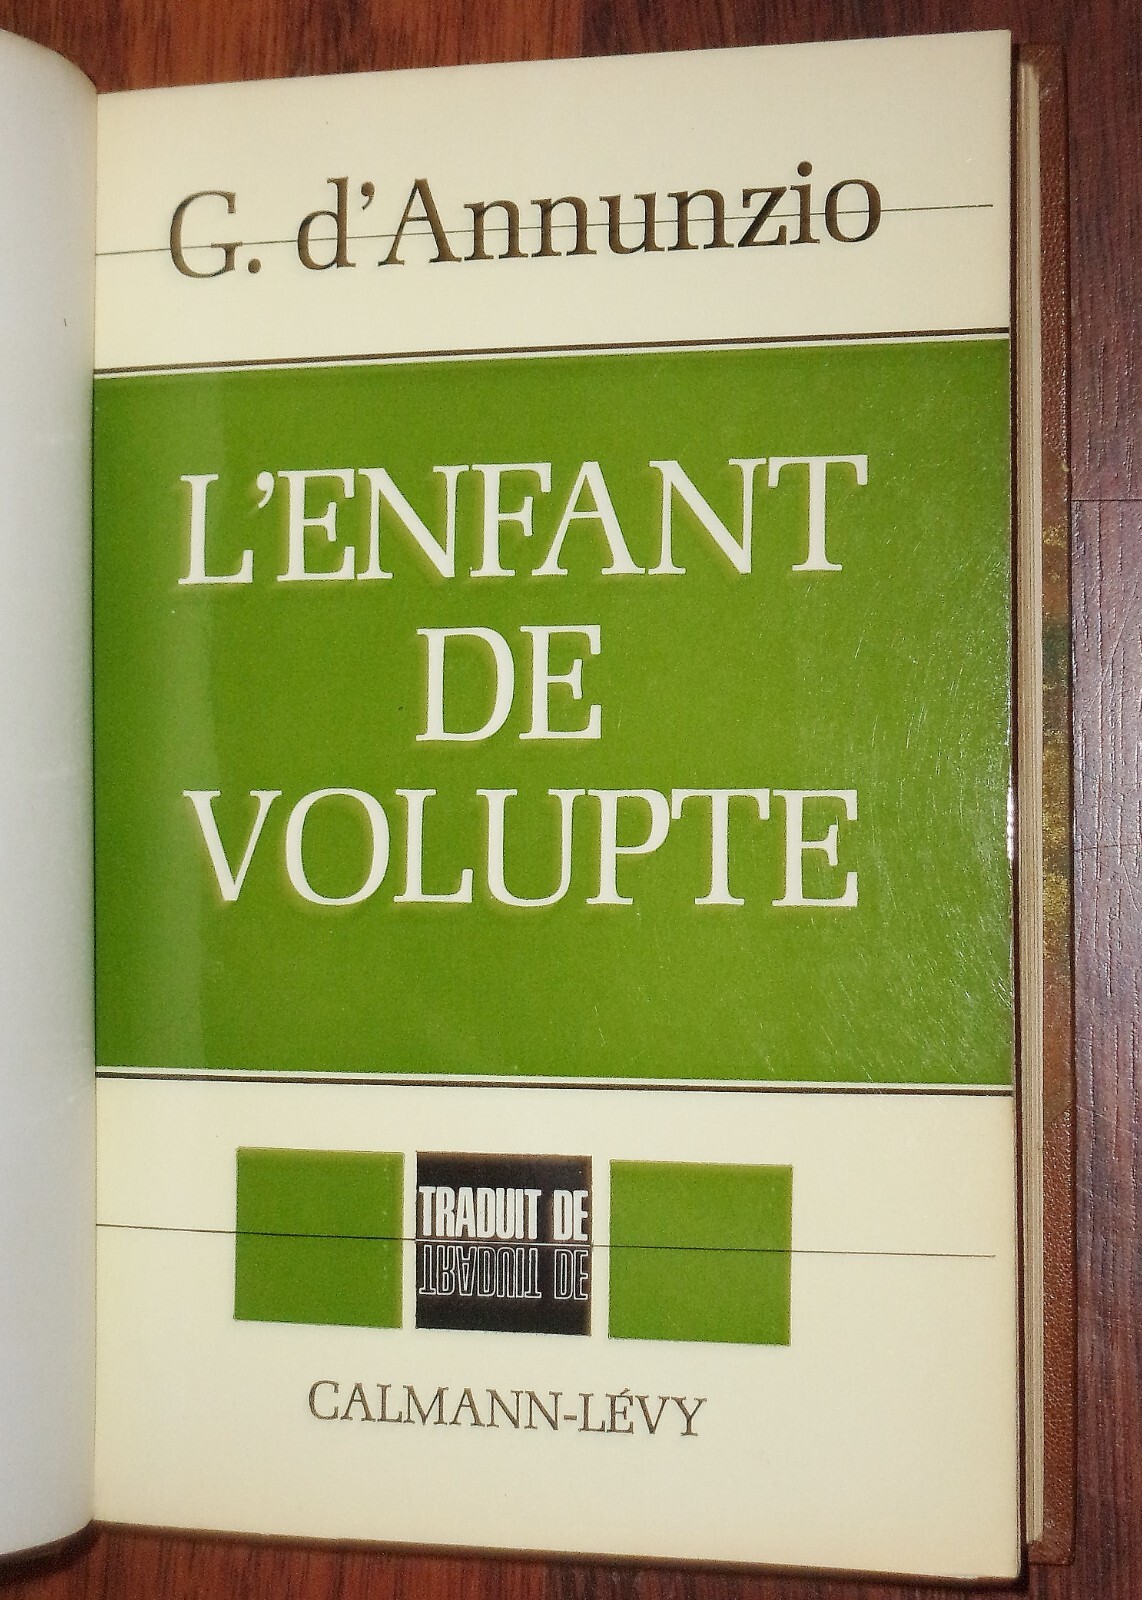 G. d'Annunzio
L'ENFANT
DE
VOLUPTE
TRADUIT DE
TRADUIT DE
CALMANN-LÉVY